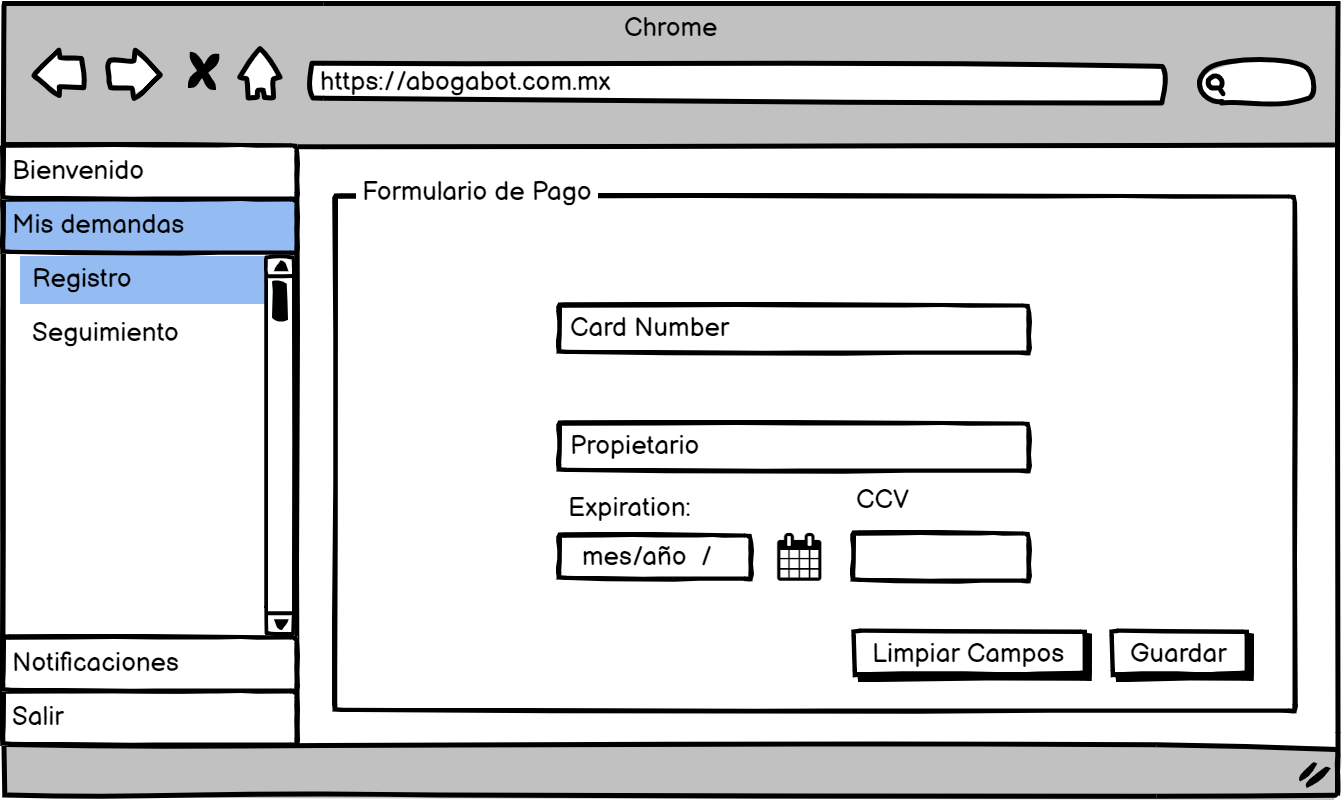 Chrome
https://abogabot.com.mx
Bienvenido
Mis demandas
Registro
Seguimiento
Notificaciones
Salir
Formulario de Pago
Card Number
Propietario
Expiration:
CCV
mes/año /
Limpiar Campos
Guardar